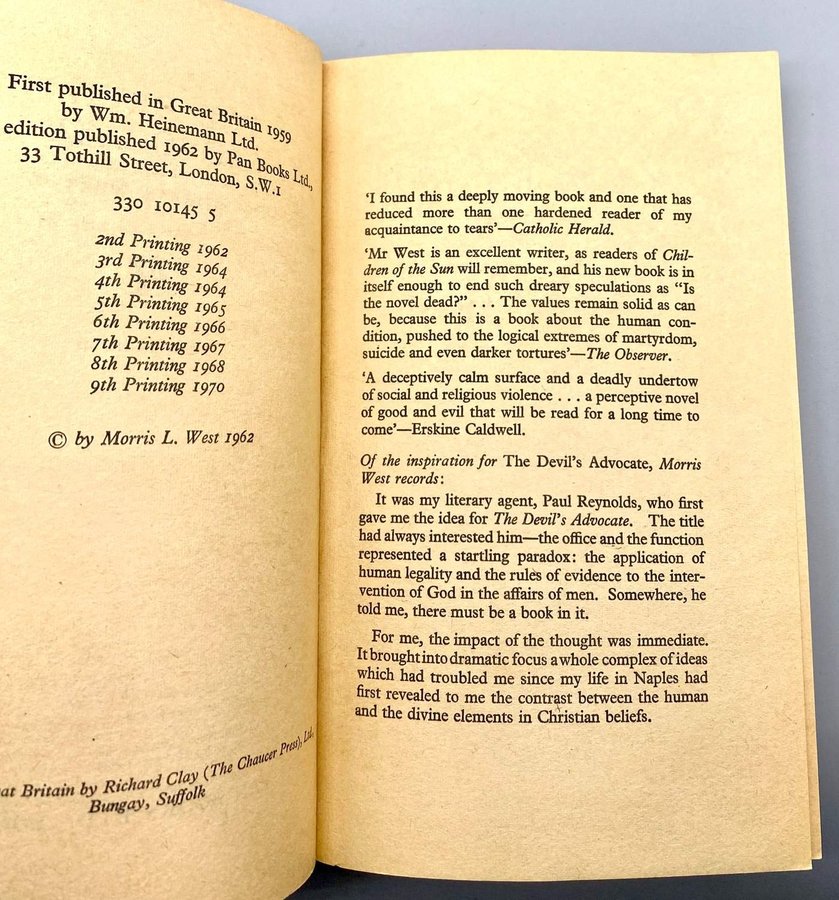 First published in Great Britain 1959
by Wm. Heinemann Ltd.
edition published 1962 by Pan Books Ltd.,
33 Tothill Street, London, S.W.1
330 10145 5
2nd Printing 1962
3rd Printing 1964
4th Printing 1964
5th Printing 1965
6th Printing 1966
7th Printing 1967
8th Printing 1968
9th Printing 1970
© by Morris L. West 1962
Britain by Richard Clay (The Chaucer Press), Ltd.,
Bungay, Suffolk
‘I found this a deeply moving book and one that has
reduced more than one hardened reader of my
acquaintance to tears’—Catholic Herald.
‘Mr West is an excellent writer, as readers of Chil-
dren of the Sun will remember, and his new book is in
itself enough to end such dreary speculations as “Is
the novel dead?” . . . The values remain solid as can
be, because this is a book about the human con-
dition, pushed to the logical extremes of martyrdom,
suicide and even darker tortures’—The Observer.
‘A deceptively calm surface and a deadly undertow
of social and religious violence . . . a perceptive novel
of good and evil that will be read for a long time to
come’—Erskine Caldwell.
Of the inspiration for The Devil’s Advocate, Morris
West records:
It was my literary agent, Paul Reynolds, who first
gave me the idea for The Devil’s Advocate. The title
had always interested him—the office and the function
represented a startling paradox: the application of
human legality and the rules of evidence to the inter-
vention of God in the affairs of men. Somewhere, he
told me, there must be a book in it.
For me, the impact of the thought was immediate.
It brought into dramatic focus a whole complex of ideas
which had troubled me since my life in Naples had
first revealed to me the contrast between the human
and the divine elements in Christian beliefs.